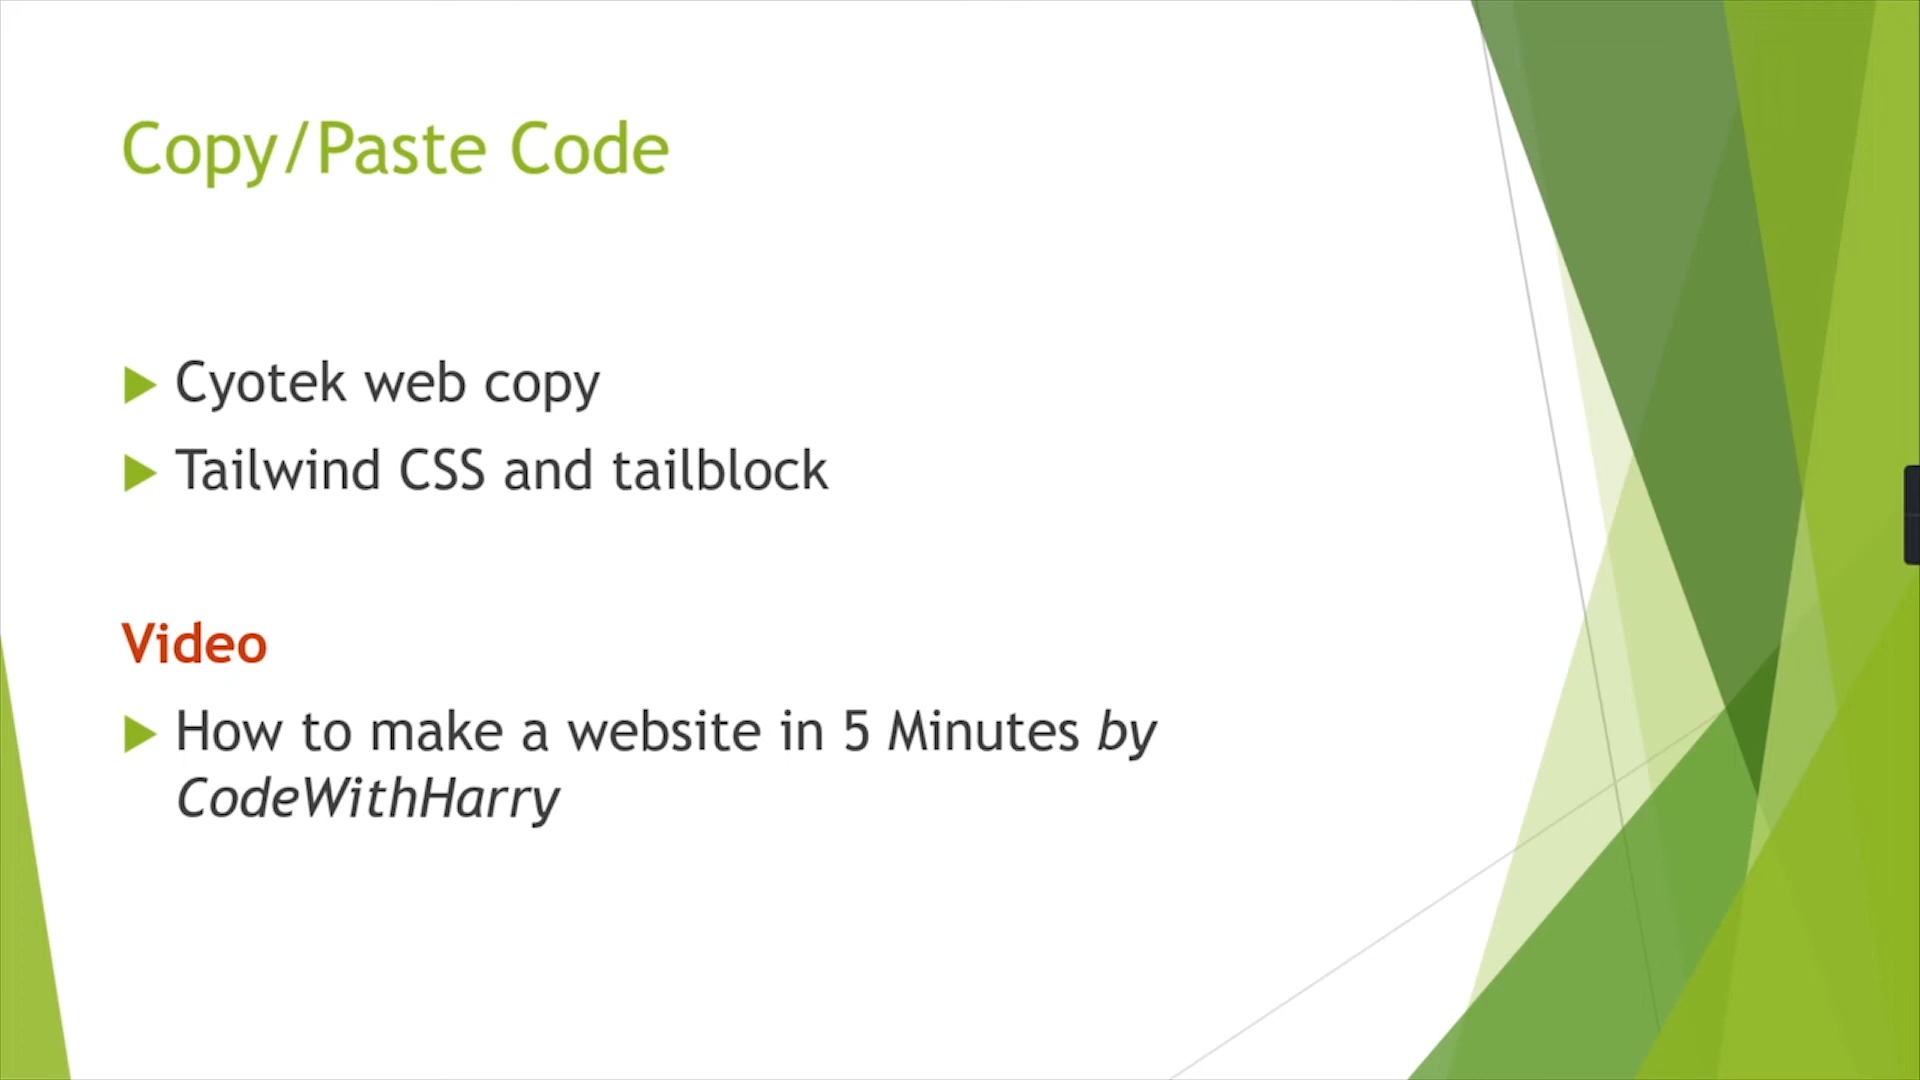 Copy/Paste Code
Cyotek web copy
Tailwind CSS and tailblock
Video
How to make a website in 5 Minutes by
CodeWithHarry